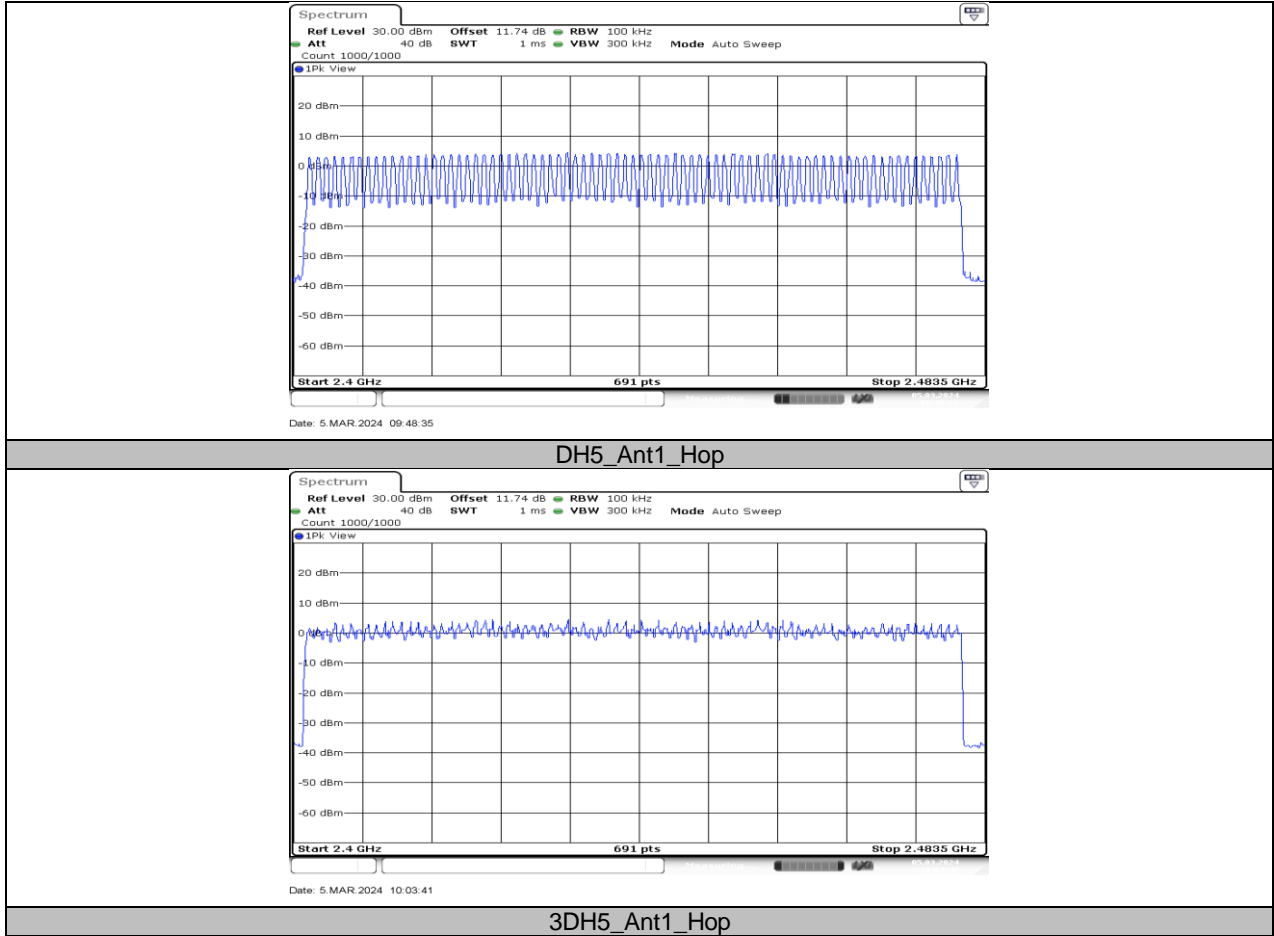 Spectrum
Ref Level 30.00 dBm Offset 11.74 dB RBW 100 kHz
Att 40 dB SWT 1 ms VBW 300 kHz Mode Auto Sweep
Count 1000/1000
1Pk View
20 dBm
10 dBm
0 dBm
-10 dBm
-20 dBm
-30 dBm
-40 dBm
-50 dBm
-60 dBm
Start 2.4 GHz 691 pts Stop 2.4835 GHz
Date: 5.MAR.2024 09:48:35
DH5_Ant1_Hop
Spectrum
Ref Level 30.00 dBm Offset 11.74 dB RBW 100 kHz
Att 40 dB SWT 1 ms VBW 300 kHz Mode Auto Sweep
Count 1000/1000
1Pk View
20 dBm
10 dBm
0 dBm
-10 dBm
-20 dBm
-30 dBm
-40 dBm
-50 dBm
-60 dBm
Start 2.4 GHz 691 pts Stop 2.4835 GHz
Date: 5.MAR.2024 10:03:41
3DH5_Ant1_Hop